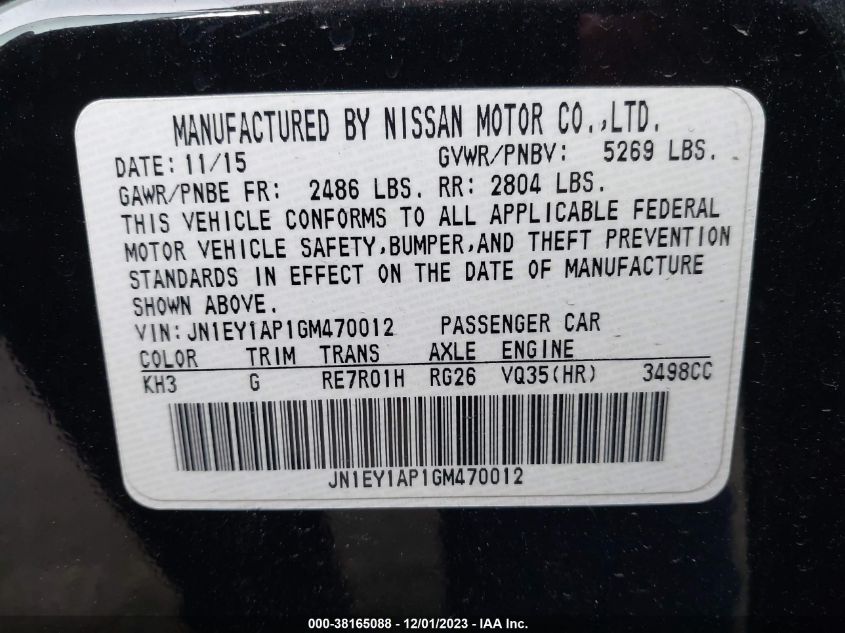 MANUFACTURED BY NISSAN MOTOR CO.,LTD.
DATE: 11/15 GVWR/PNBV: 5269 LBS.
GAWR/PNBE FR: 2486 LBS. RR: 2804 LBS.
THIS VEHICLE CONFORMS TO ALL APPLICABLE FEDERAL
MOTOR VEHICLE SAFETY,BUMPER,AND THEFT PREVENTION
STANDARDS IN EFFECT ON THE DATE OF MANUFACTURE
SHOWN ABOVE.
VIN:JN1EY1AP1GM470012 PASSENGER CAR
COLOR TRIM TRANS AXLE ENGINE
KH3 G RE7R01H RG26 VQ35(HR) 3498CC
JN1EY1AP1GM470012
000-38165088 - 12/01/2023 - IAA Inc.